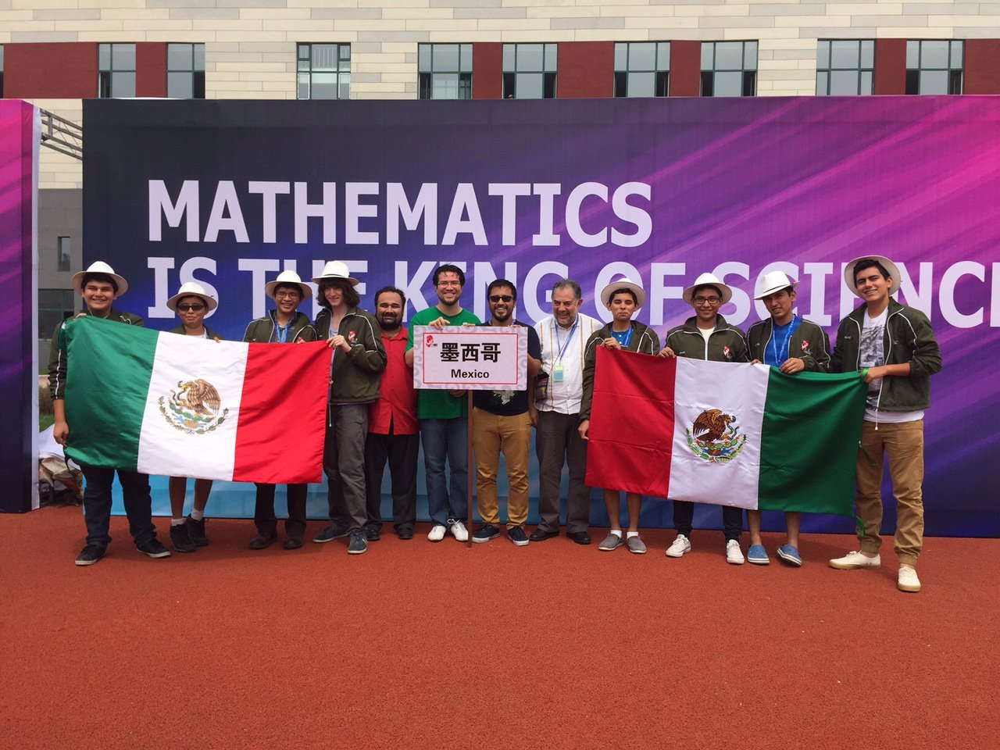 MATHEMATICS
IS THE KING OF SCIENC
墨西哥
Mexico